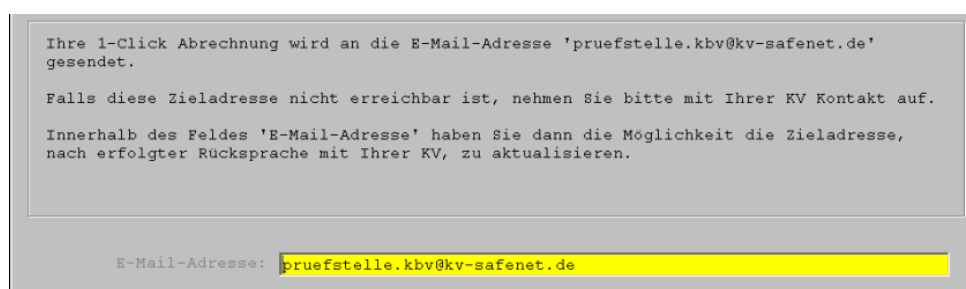 Ihre 1-Click Abrechnung wird an die E-Mail-Adresse 'pruefstelle.kbv@kv-safenet.de'
gesendet.
Falls diese Zieladresse nicht erreichbar ist, nehmen Sie bitte mit Ihrer KV Kontakt auf.
Innerhalb des Feldes 'E-Mail-Adresse' haben Sie dann die Möglichkeit die Zieladresse,
nach erfolgter Rücksprache mit Ihrer KV, zu aktualisieren.
E-Mail-Adresse: pruefstelle.kbv@kv-safenet.de